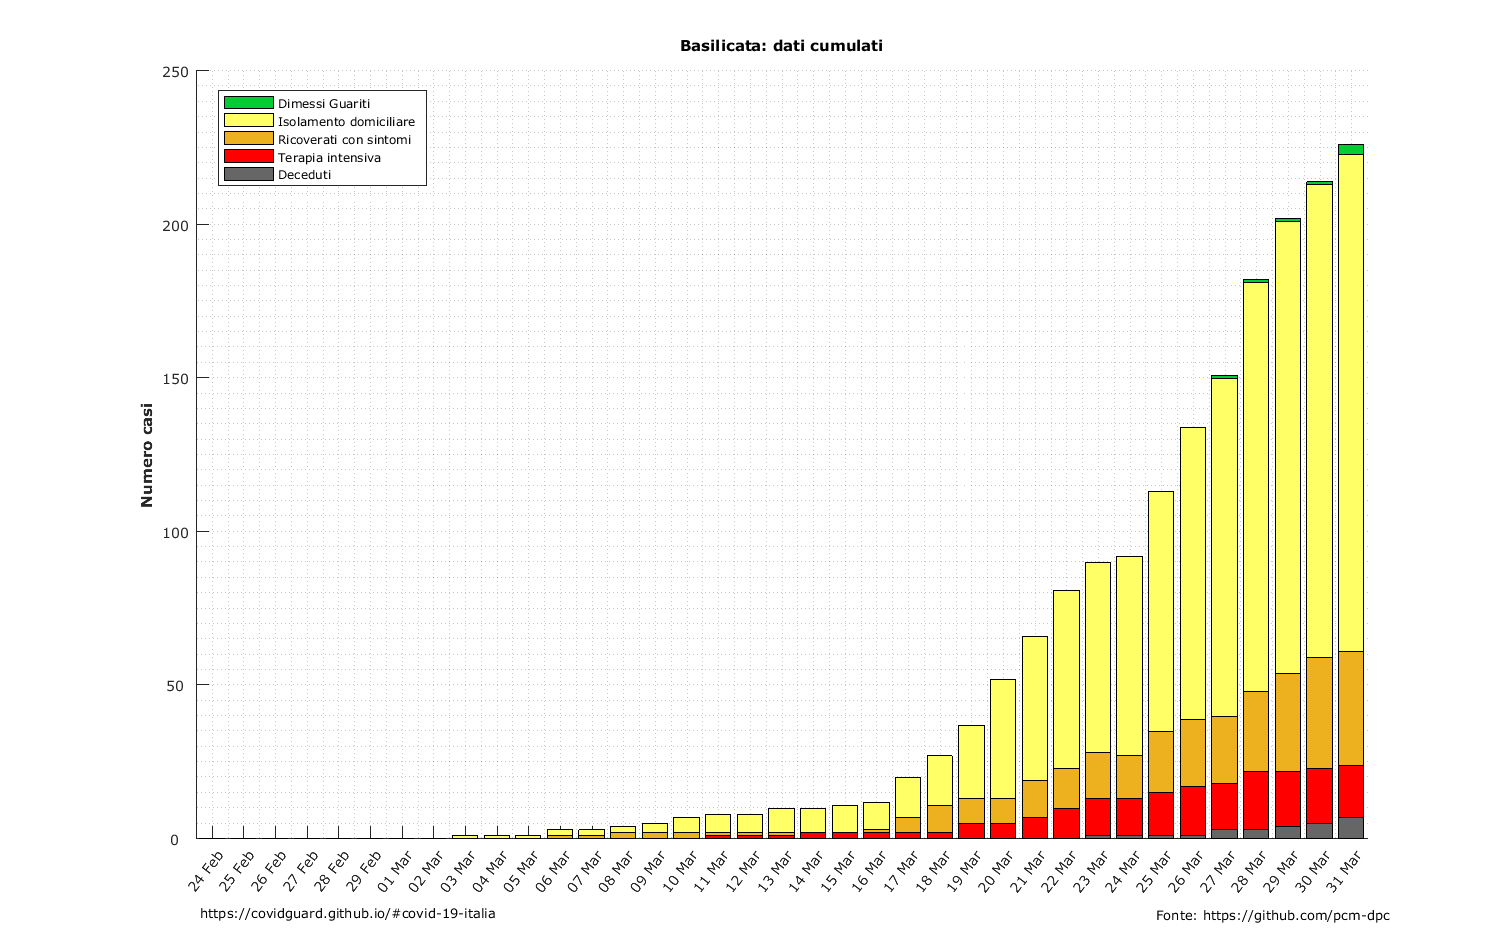 Basilicata: dati cumulati
Numero casi
250
200
150
100
50
0
Dimessi Guariti
Isolamento domiciliare
Ricoverati con sintomi
Terapia intensiva
Deceduti
24 Feb
25 Feb
26 Feb
27 Feb
28 Feb
29 Feb
01 Mar
02 Mar
03 Mar
04 Mar
05 Mar
06 Mar
07 Mar
08 Mar
09 Mar
10 Mar
11 Mar
12 Mar
13 Mar
14 Mar
15 Mar
16 Mar
17 Mar
18 Mar
19 Mar
20 Mar
21 Mar
22 Mar
23 Mar
24 Mar
25 Mar
26 Mar
27 Mar
28 Mar
29 Mar
30 Mar
31 Mar
https://covidguard.github.io/#covid-19-italia
Fonte: https://github.com/pcm-dpc